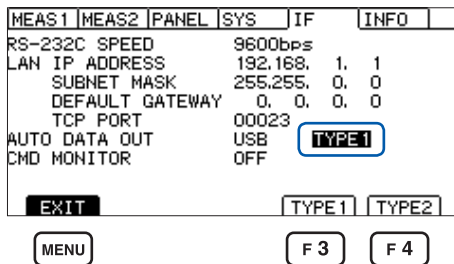 MEAS1 MEAS2 PANEL SYS IF INFO
RS-232C SPEED 9600bps
LAN IP ADDRESS 192.168. 1. 1
SUBNET MASK 255.255. 0. 0
DEFAULT GATEWAY 0. 0. 0. 0
TCP PORT 00023
AUTO DATA OUT USB TYPE1
CMD MONITOR OFF
EXIT TYPE1 TYPE2
MENU F 3 F 4